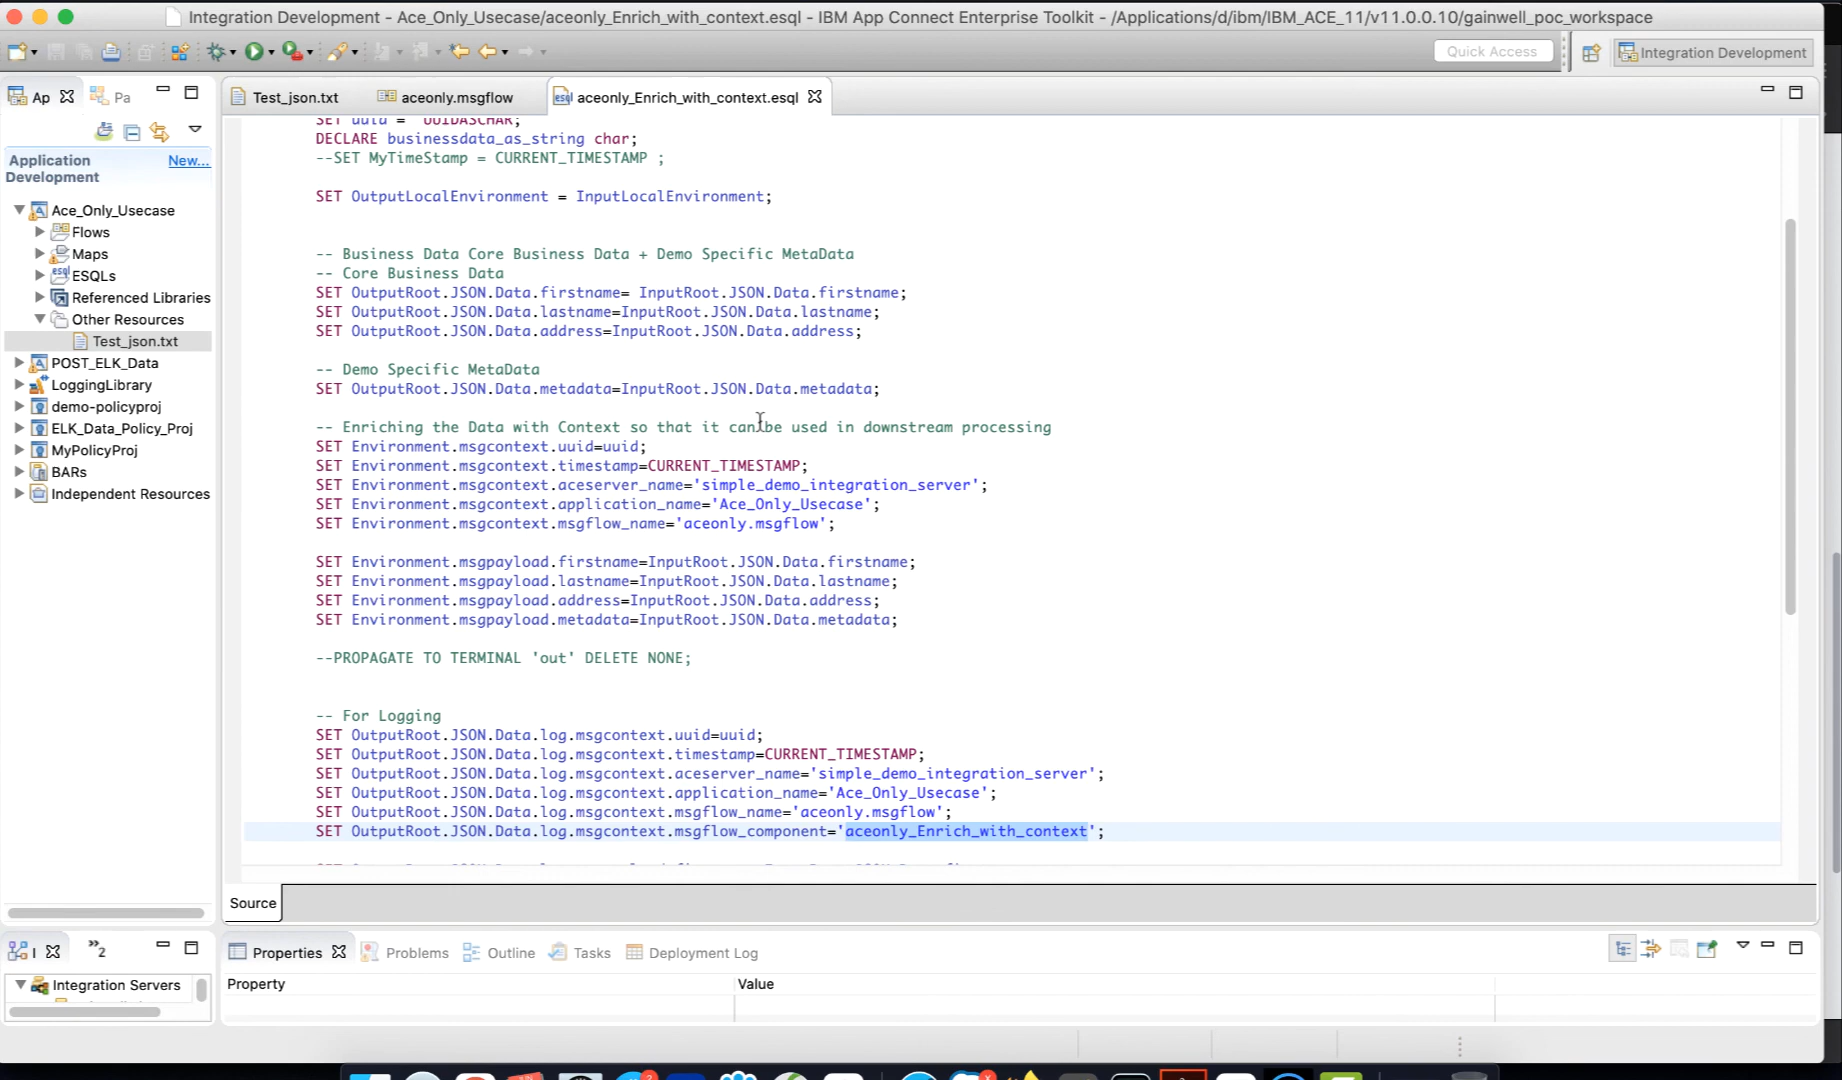 Integration Development - Ace_Only_Usecase/aceonly_Enrich_with_context.esql - IBM App Connect Enterprise Toolkit - /Applications/d/ibm/IBM_ACE_11/v11.0.0.10/gainwell_poc_workspace
Quick Access
Integration Development
Ap
Pa
Test_json.txt
aceonly.msgflow
esql
aceonly_Enrich_with_context.esql
Application Development
New...
Ace_Only_Usecase
Flows
Maps
esql ESQLs
Referenced Libraries
Other Resources
Test_json.txt
POST_ELK_Data
LoggingLibrary
demo-policyproj
ELK_Data_Policy_Proj
MyPolicyProj
BARs
Independent Resources
SET uuid = UUIDASCHAR;
DECLARE businessdata_as_string char;
--SET MyTimeStamp = CURRENT_TIMESTAMP ;
SET OutputLocalEnvironment = InputLocalEnvironment;
-- Business Data Core Business Data + Demo Specific MetaData
-- Core Business Data
SET OutputRoot.JSON.Data.firstname= InputRoot.JSON.Data.firstname;
SET OutputRoot.JSON.Data.lastname=InputRoot.JSON.Data.lastname;
SET OutputRoot.JSON.Data.address=InputRoot.JSON.Data.address;
-- Demo Specific MetaData
SET OutputRoot.JSON.Data.metadata=InputRoot.JSON.Data.metadata;
-- Enriching the Data with Context so that it can be used in downstream processing
SET Environment.msgcontext.uuid=uuid;
SET Environment.msgcontext.timestamp=CURRENT_TIMESTAMP;
SET Environment.msgcontext.aceserver_name='simple_demo_integration_server';
SET Environment.msgcontext.application_name='Ace_Only_Usecase';
SET Environment.msgcontext.msgflow_name='aceonly.msgflow';
SET Environment.msgpayload.firstname=InputRoot.JSON.Data.firstname;
SET Environment.msgpayload.lastname=InputRoot.JSON.Data.lastname;
SET Environment.msgpayload.address=InputRoot.JSON.Data.address;
SET Environment.msgpayload.metadata=InputRoot.JSON.Data.metadata;
--PROPAGATE TO TERMINAL 'out' DELETE NONE;
-- For Logging
SET OutputRoot.JSON.Data.log.msgcontext.uuid=uuid;
SET OutputRoot.JSON.Data.log.msgcontext.timestamp=CURRENT_TIMESTAMP;
SET OutputRoot.JSON.Data.log.msgcontext.aceserver_name='simple_demo_integration_server';
SET OutputRoot.JSON.Data.log.msgcontext.application_name='Ace_Only_Usecase';
SET OutputRoot.JSON.Data.log.msgcontext.msgflow_name='aceonly.msgflow';
SET OutputRoot.JSON.Data.log.msgcontext.msgflow_component='aceonly_Enrich_with_context';
Source
I
»2
Integration Servers
Properties
Problems
Outline
Tasks
Deployment Log
Property
Value